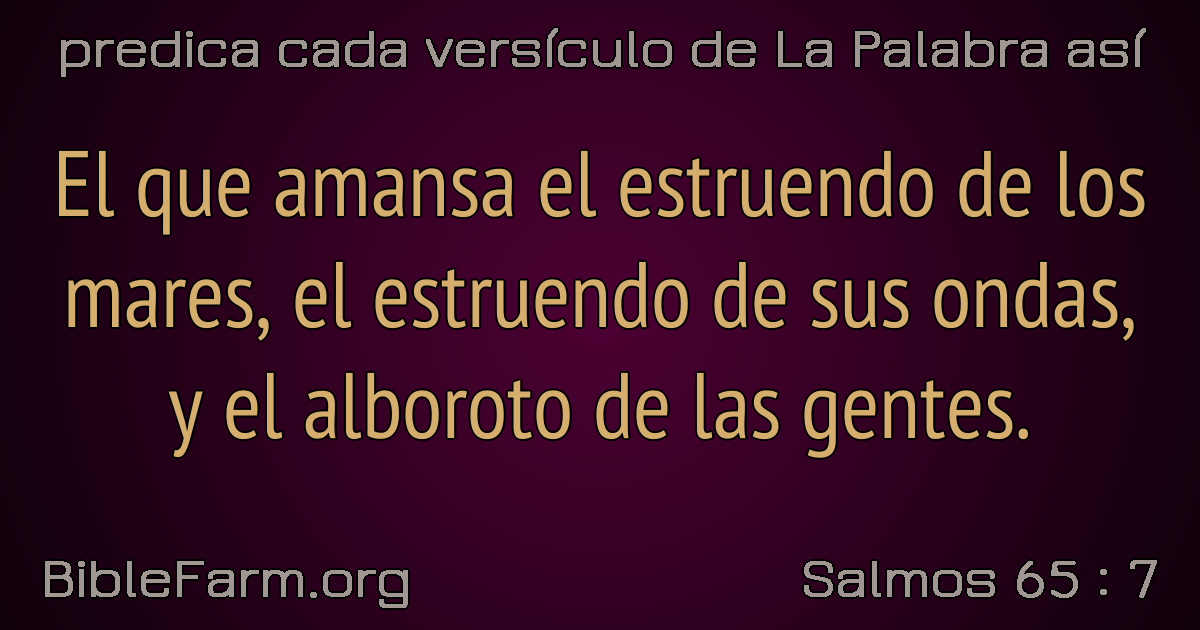 predica cada versículo de La Palabra así
El que amansa el estruendo de los
mares, el estruendo de sus ondas,
y el alboroto de las gentes.
BibleFarm.org
Salmos 65 : 7